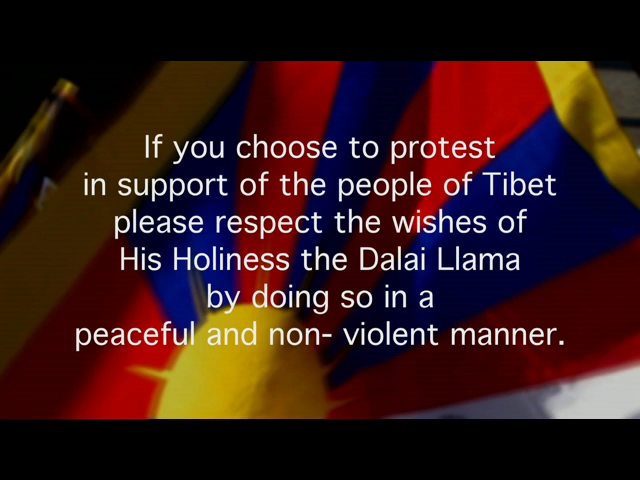 If you choose to protest
in support of the people of Tibet
please respect the wishes of
His Holiness the Dalai Llama
by doing so in a
peaceful and non- violent manner.